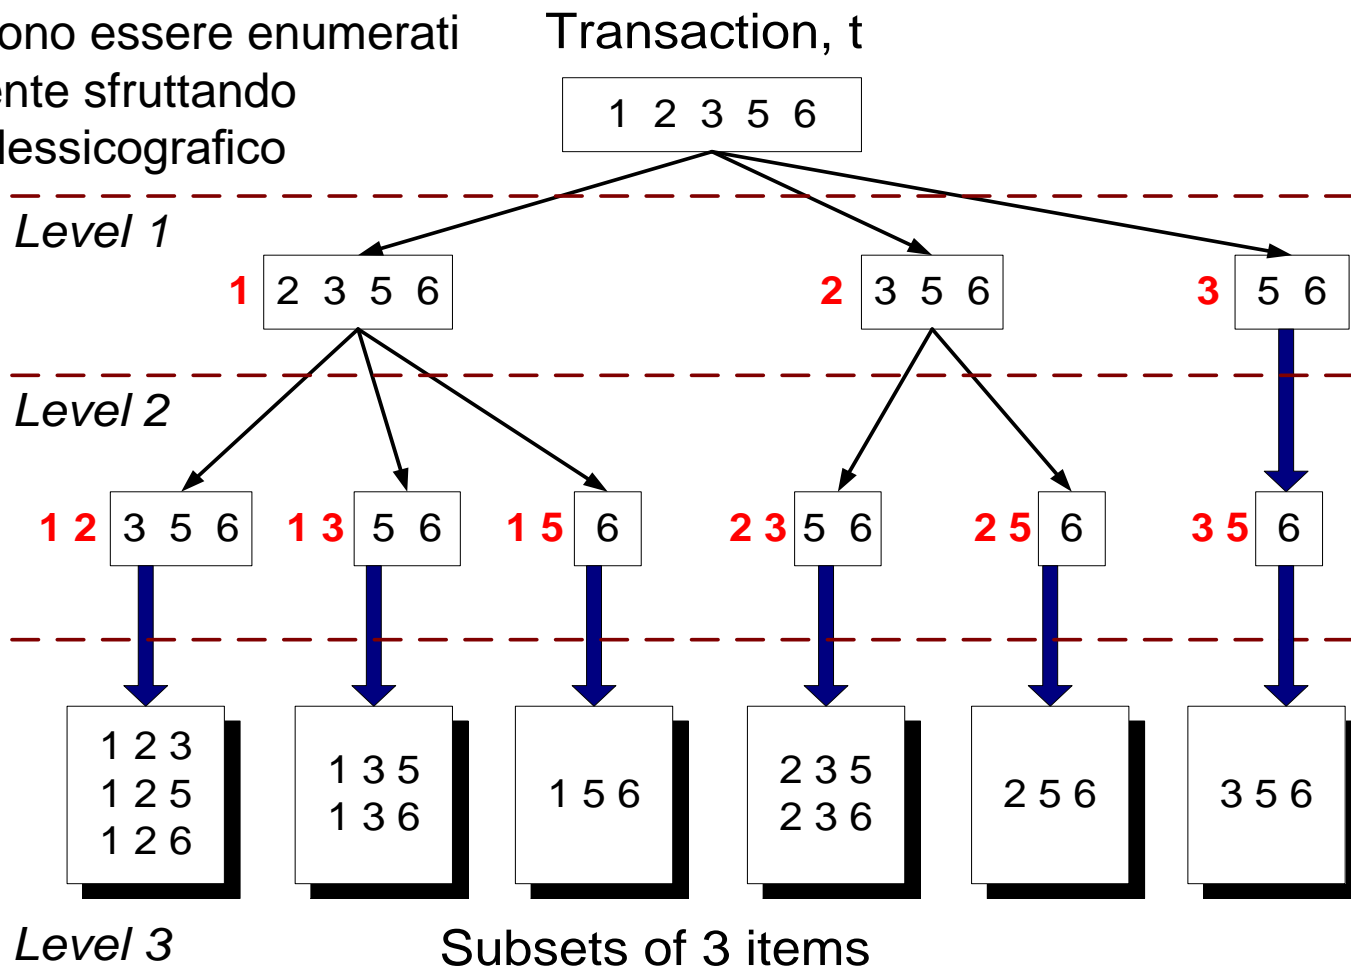 ono essere enumerati
ente sfruttando
lessicografico
Transaction, t
1 2 3 5 6
Level 1
1 2 3 5 6
2 3 5 6
3 5 6
Level 2
1 2 3 5 6
1 3 5 6
1 5 6
2 3 5 6
2 5 6
3 5 6
1 2 3
1 2 5
1 2 6
1 3 5
1 3 6
1 5 6
2 3 5
2 3 6
2 5 6
3 5 6
Level 3
Subsets of 3 items